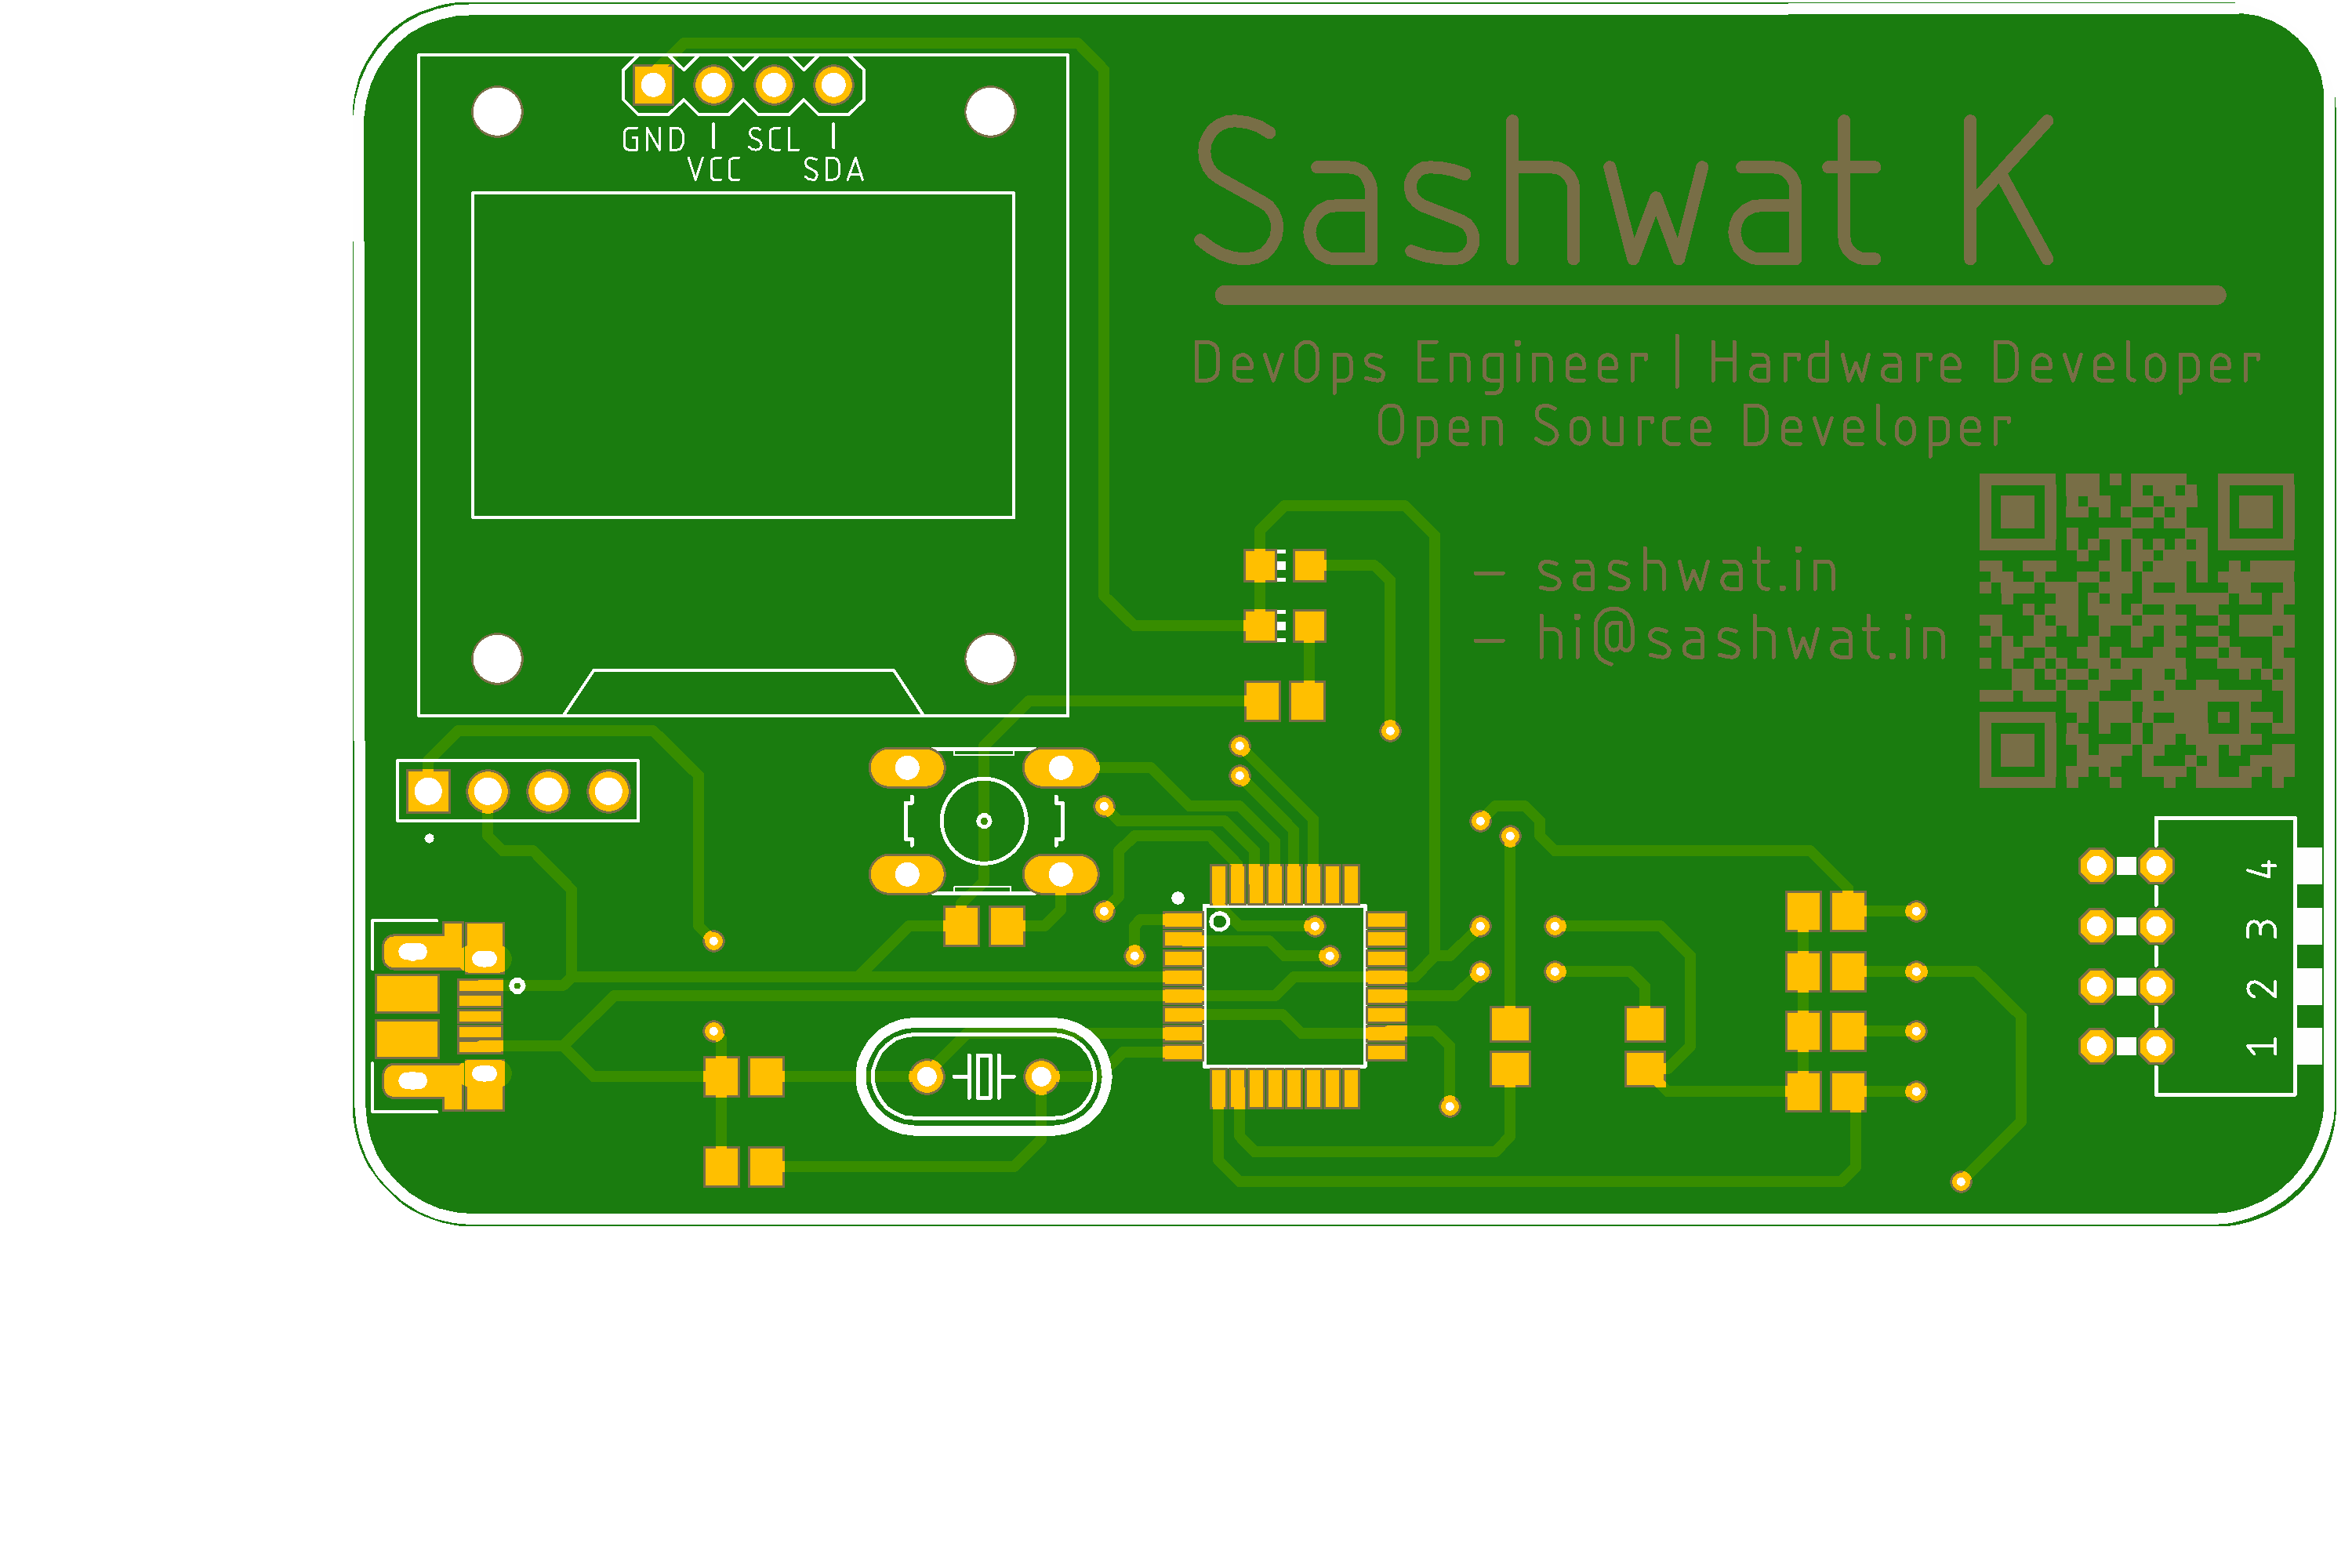 GND SCL
VCC SDA
Sashwat K
DevOps Engineer | Hardware Developer
Open Source Developer
– sashwat.in
– hi@sashwat.in
4
3
2
1